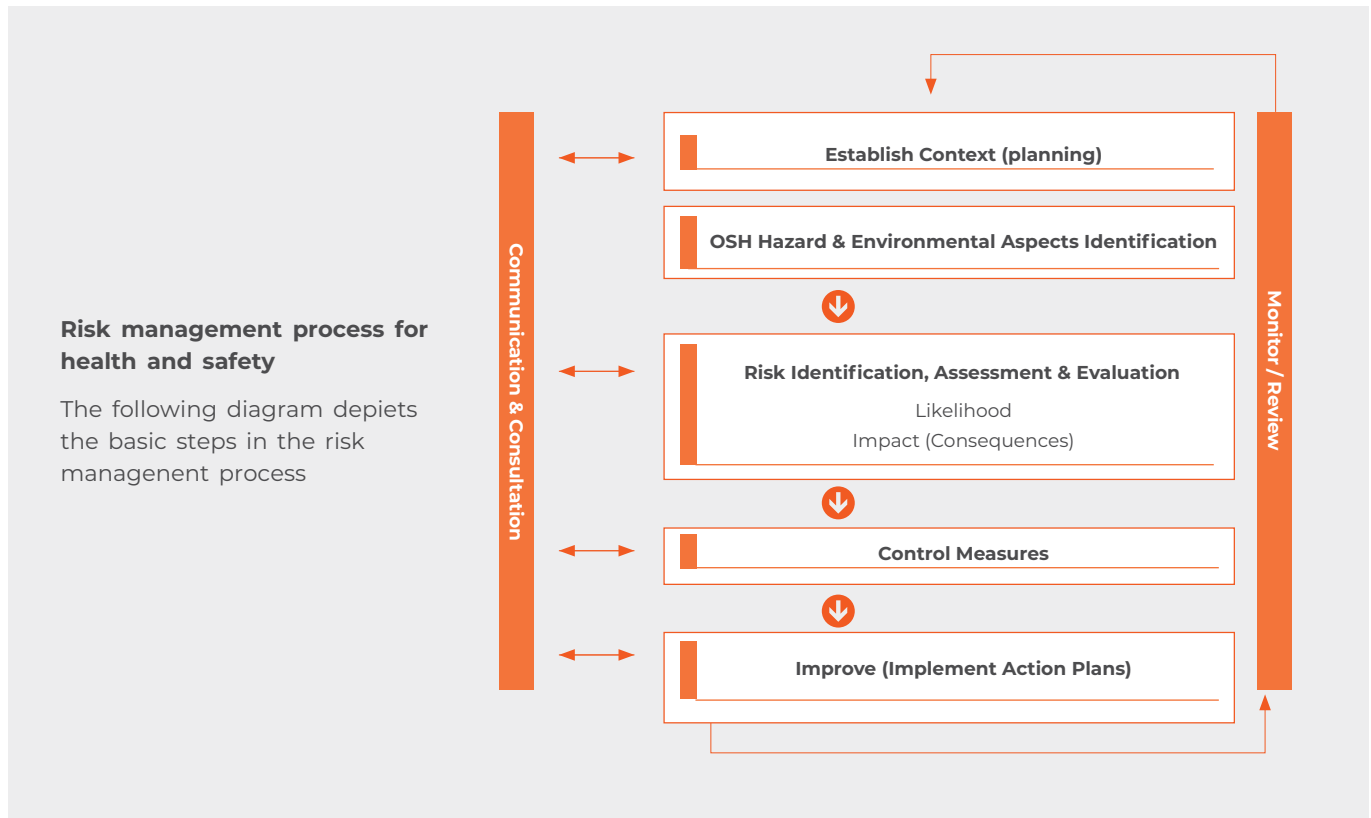 Risk management process for
health and safety
The following diagram depiets
the basic steps in the risk
managenent process
Communication & Consultation
Establish Context (planning)
OSH Hazard & Environmental Aspects Identification
Risk Identification, Assessment & Evaluation
Likelihood
Impact (Consequences)
Control Measures
Improve (Implement Action Plans)
Monitor / Review